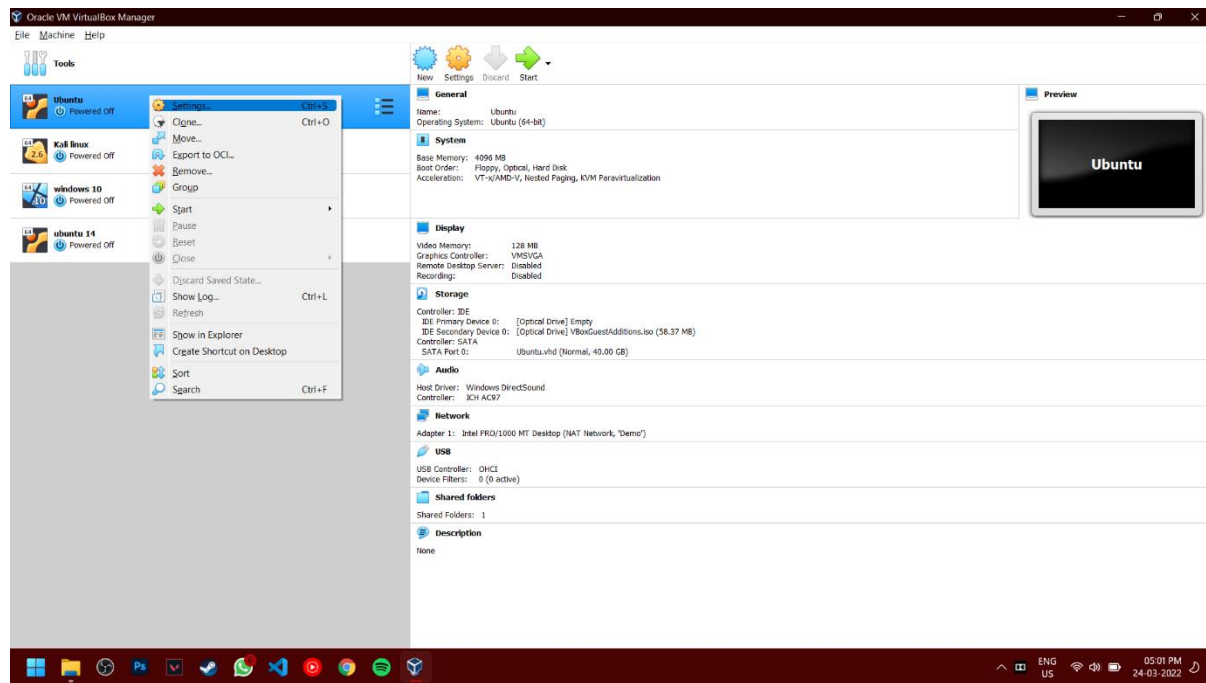 Oracle VM VirtualBox Manager
File Machine Help
Tools
New Settings Discard Start
64
Ubuntu
Powered Off
64
2.6
Kali linux
Powered Off
64
10
windows 10
Powered Off
64
ubuntu 14
Powered Off
Settings... Ctrl+S
Clone... Ctrl+O
Move...
Export to OCI...
Remove...
Group
Start
Pause
Reset
Close
Discard Saved State...
Show Log... Ctrl+L
Refresh
Show in Explorer
Create Shortcut on Desktop
Sort
Search Ctrl+F
General
Name: Ubuntu
Operating System: Ubuntu (64-bit)
System
Base Memory: 4096 MB
Boot Order: Floppy, Optical, Hard Disk
Acceleration: VT-x/AMD-V, Nested Paging, KVM Paravirtualization
Preview
Ubuntu
Display
Video Memory: 128 MB
Graphics Controller: VMSVGA
Remote Desktop Server: Disabled
Recording: Disabled
Storage
Controller: IDE
IDE Primary Device 0: [Optical Drive] Empty
IDE Secondary Device 0: [Optical Drive] VBoxGuestAdditions.iso (58.37 MB)
Controller: SATA
SATA Port 0: Ubuntu.vhd (Normal, 40.00 GB)
Audio
Host Driver: Windows DirectSound
Controller: ICH AC97
Network
Adapter 1: Intel PRO/1000 MT Desktop (NAT Network, 'Demo')
USB
USB Controller: OHCI
Device Filters: 0 (0 active)
Shared folders
Shared Folders: 1
Description
None
Ps
ENG
US
05:01 PM
24-03-2022